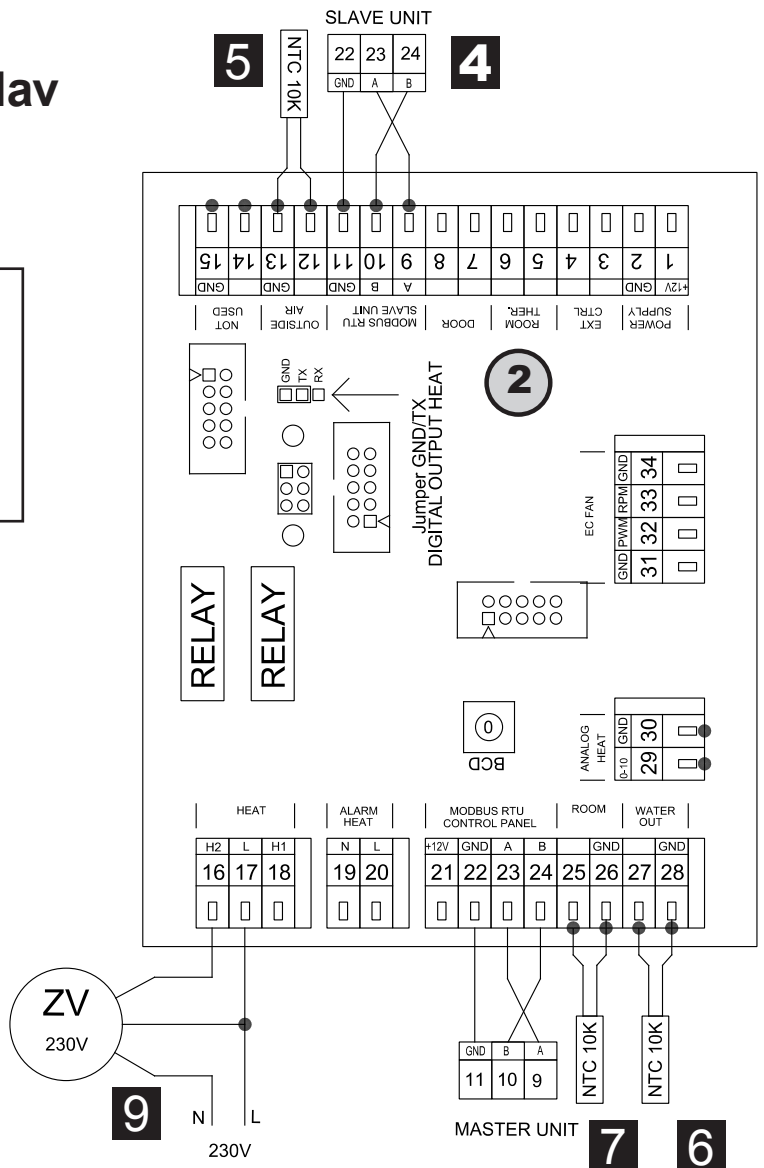 SLAVE UNIT
5
NTC 10K
22 23 24
GND A B
4
lav
15 14 13 12 11 10 9 8 7 6 5 4 3 2 1
GND GND GND B A GND +12V
NOT USED
OUTSIDE AIR
MODBUS RTU SLAVE UNIT
DOOR
ROOM THER.
EXT CTRL
POWER SUPPLY
GND
TX
RX
2
Jumper GND/TX
DIGITAL OUTPUT HEAT
EC FAN
GND 34
RPM 33
PWM 32
GND 31
RELAY
RELAY
0
BCD
ANALOG HEAT
GND 30
0-10 29
HEAT
ALARM HEAT
MODBUS RTU CONTROL PANEL
ROOM
WATER OUT
H2 L H1 N L +12V GND A B GND GND
16 17 18 19 20 21 22 23 24 25 26 27 28
ZV
230V
9
N L
230V
GND B A
11 10 9
MASTER UNIT
NTC 10K
7
NTC 10K
6